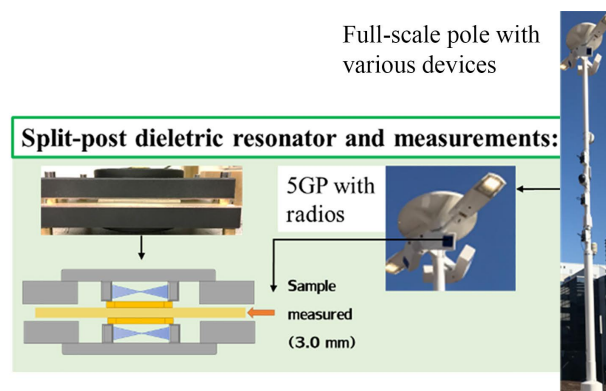 Full-scale pole with
various devices
Split-post dieletric resonator and measurements:
5GP with
radios
Sample
measured
(3.0 mm)